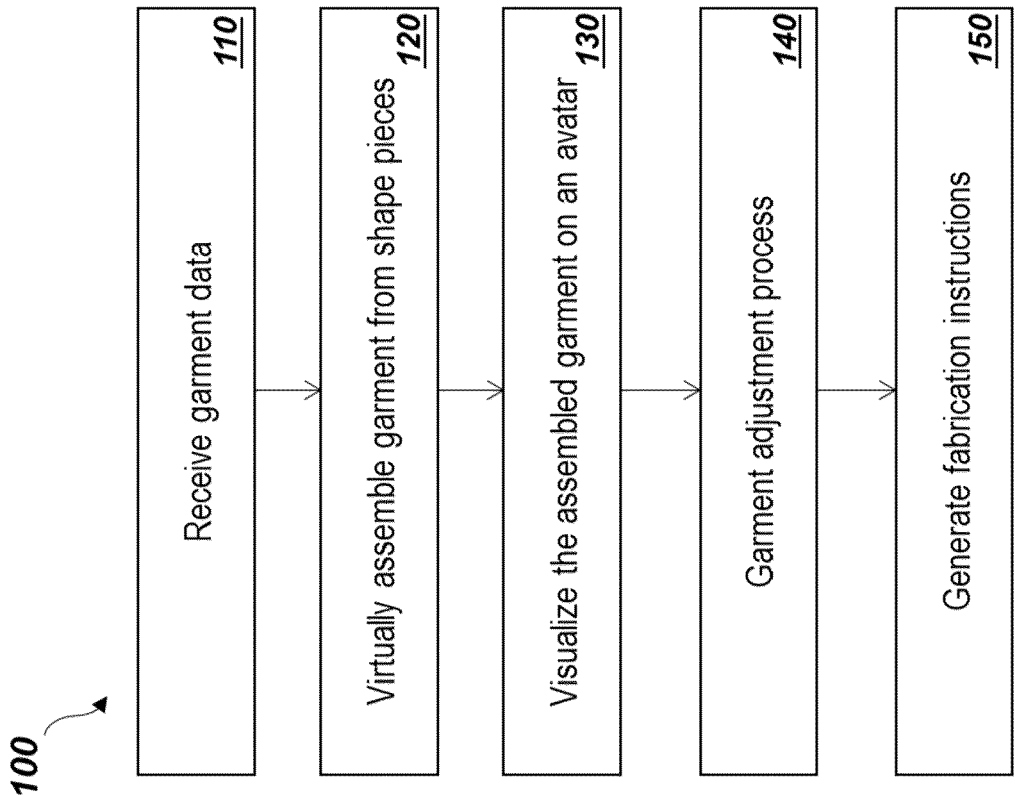 100
110
Receive garment data
120
Virtually assemble garment from shape pieces
130
Visualize the assembled garment on an avatar
140
Garment adjustment process
150
Generate fabrication instructions